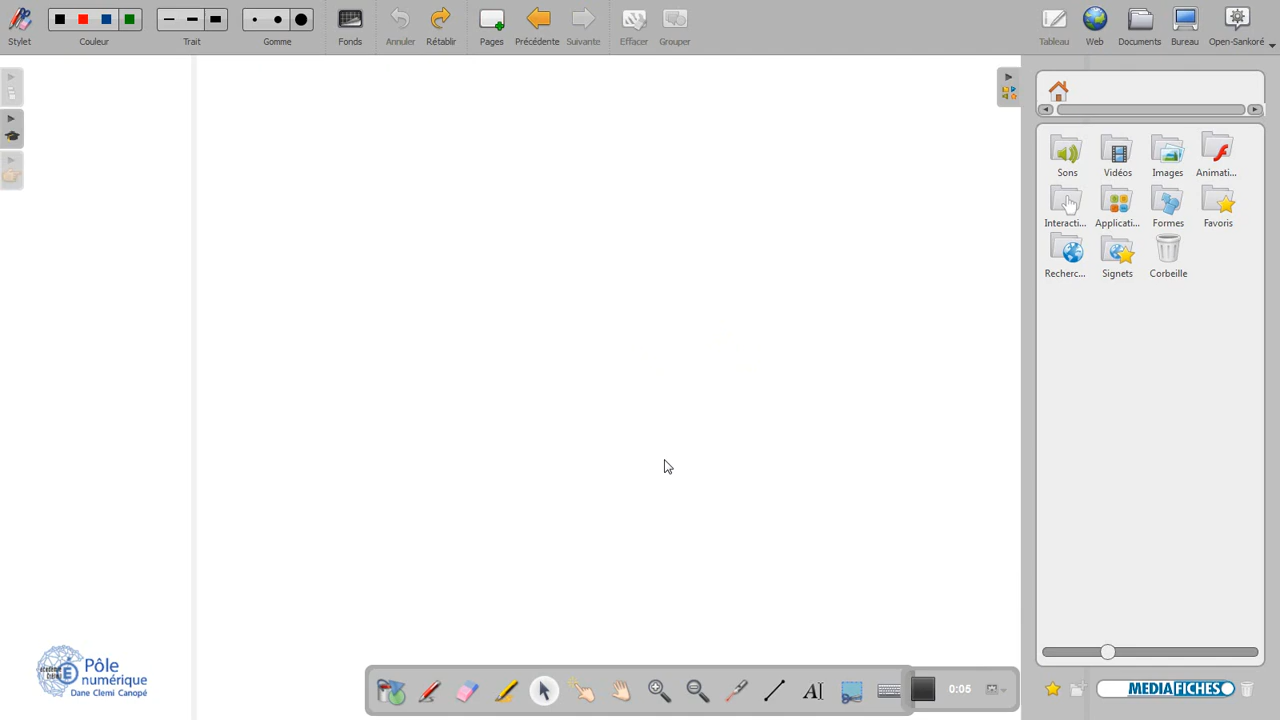 Stylet
Couleur
Trait
Gomme
Fonds
Annuler
Rétablir
Pages
Précédente
Suivante
Effacer
Grouper
Tableau
Web
Documents
Bureau
Open-Sankoré
Sons
Vidéos
Images
Animati...
Interacti...
Applicati...
Formes
Favoris
Recherc...
Signets
Corbeille
Pôle
numérique
Dane Clemi Canopé
AI
0:05
MEDIAFICHES